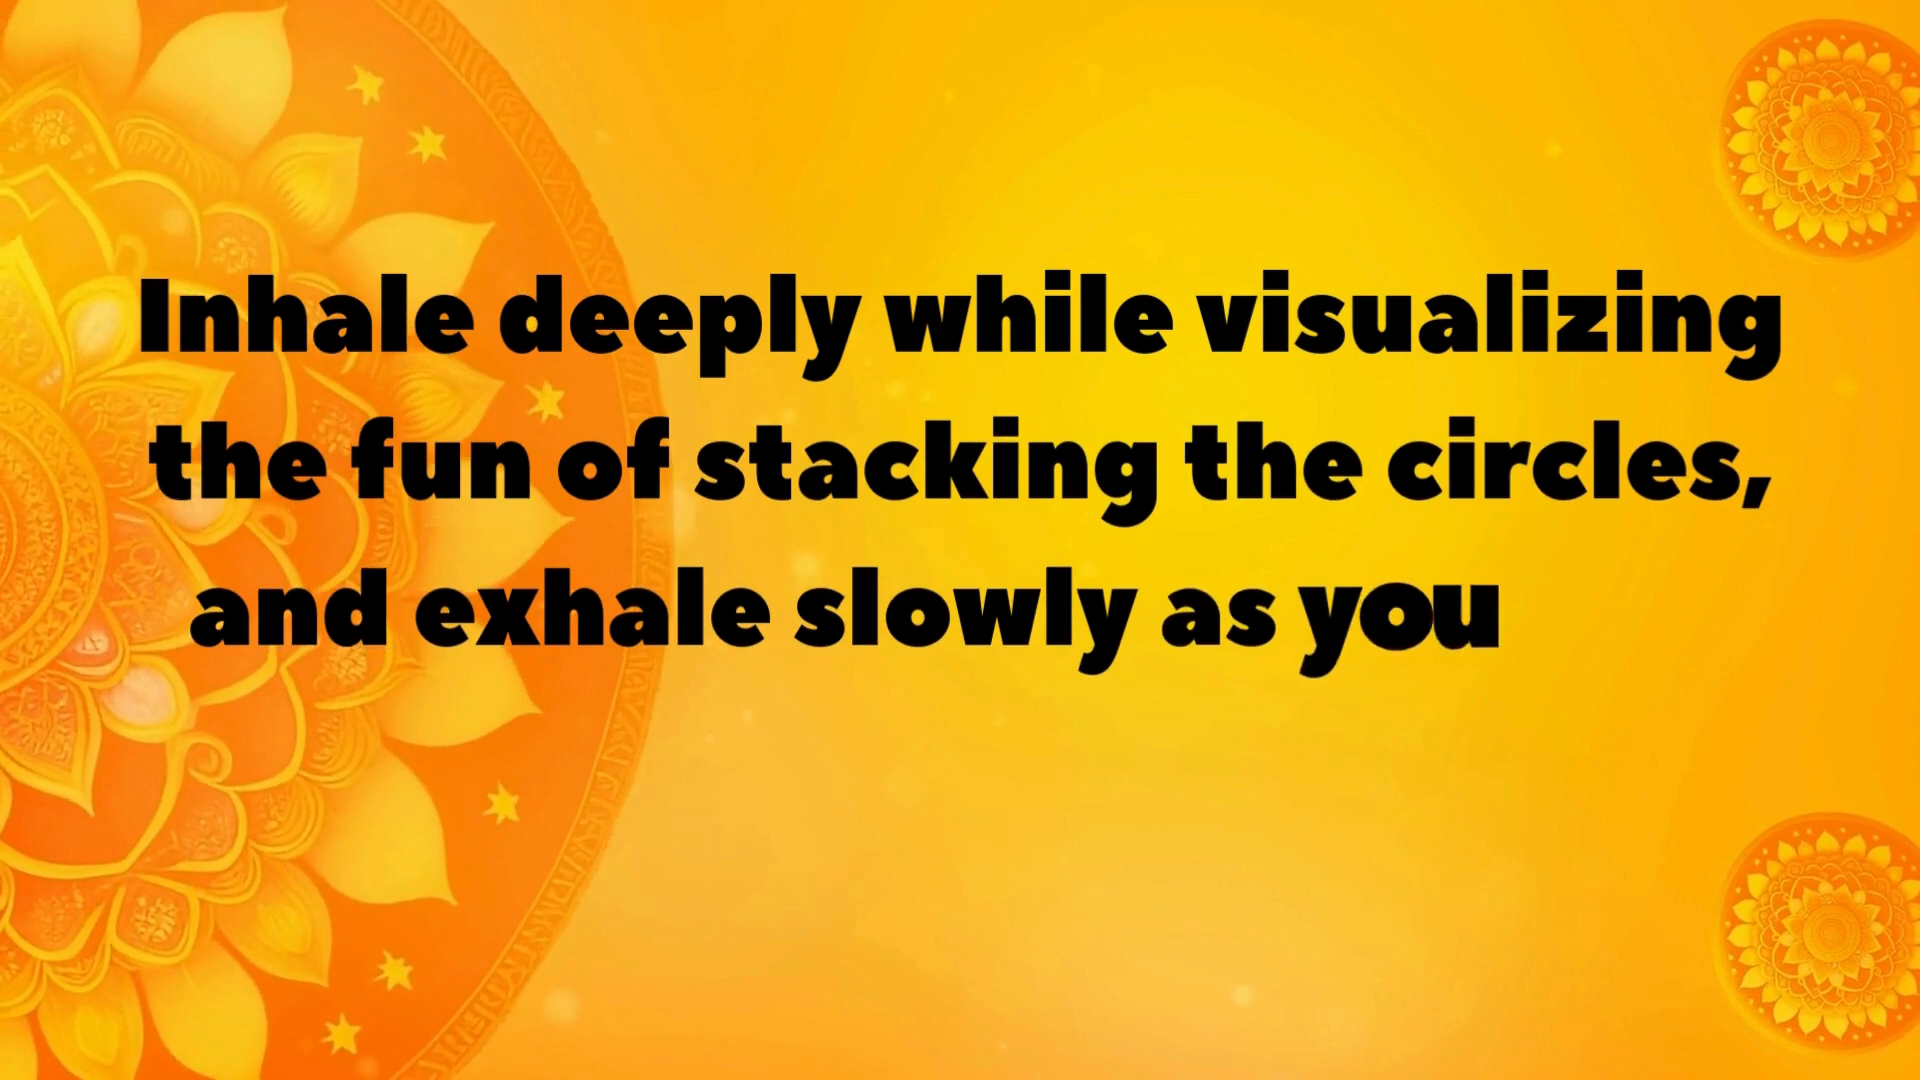 Inhale deeply while visualizing
the fun of stacking the circles,
and exhale slowly as you